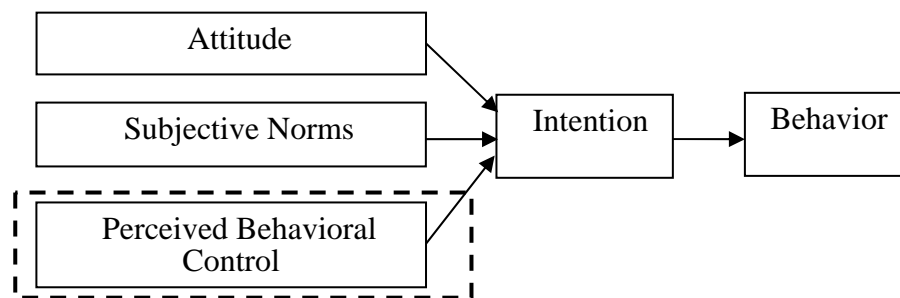 Attitude
Subjective Norms
Perceived Behavioral
Control
Intention
Behavior